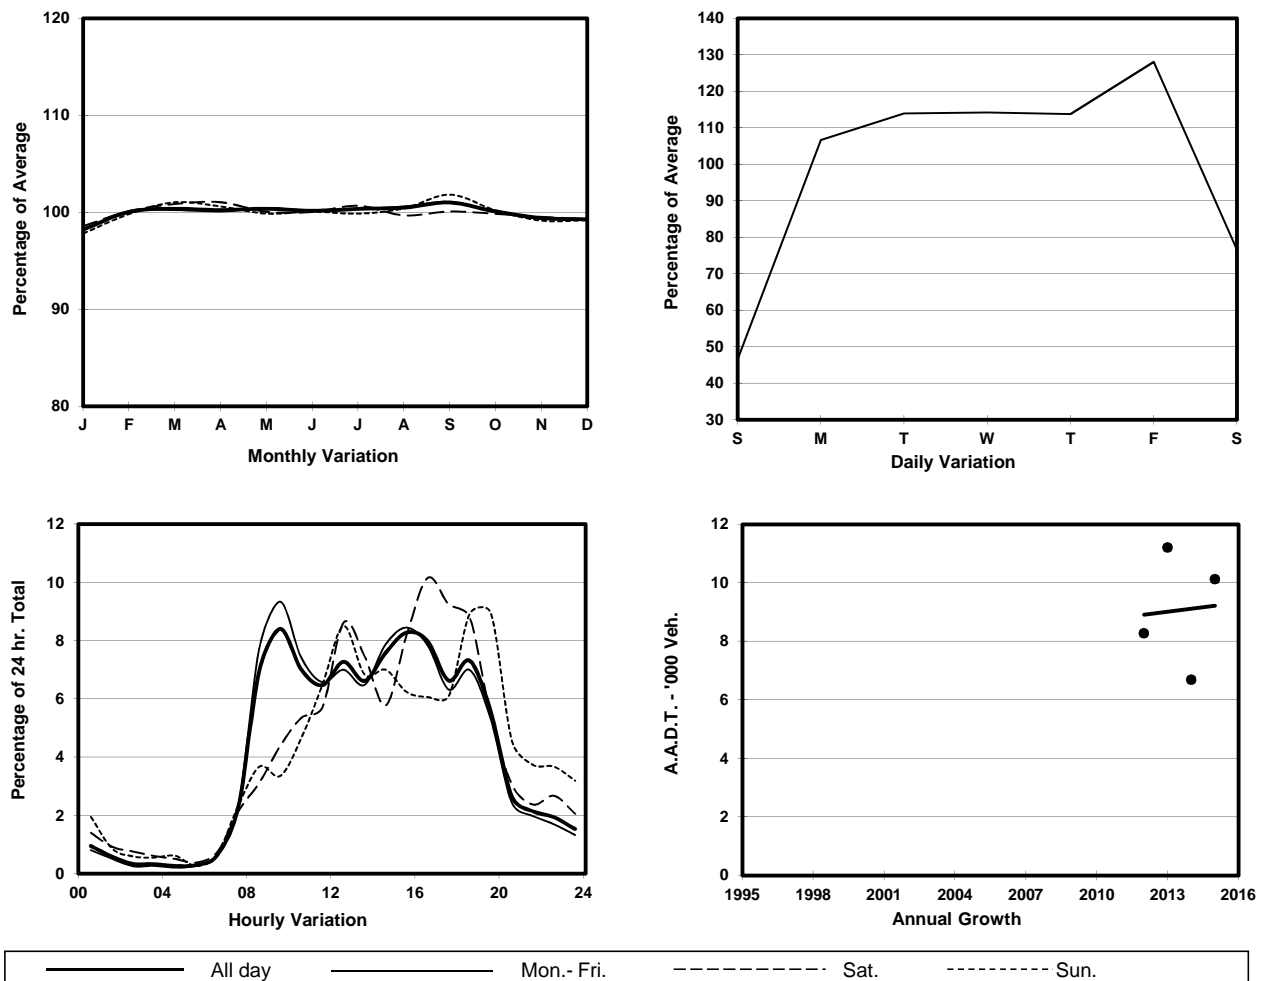 120
110
100
90
80
Percentage of Average
J F M A M J J A S O N D
Monthly Variation
140
130
120
110
100
90
80
70
60
50
40
30
Percentage of Average
S M T W T F S
Daily Variation
12
10
8
6
4
2
0
Percentage of 24 hr. Total
00 04 08 12 16 20 24
Hourly Variation
12
10
8
6
4
2
0
A.A.D.T. - '000 Veh.
1995 1998 2001 2004 2007 2010 2013 2016
Annual Growth
All day Mon.- Fri. Sat. Sun.